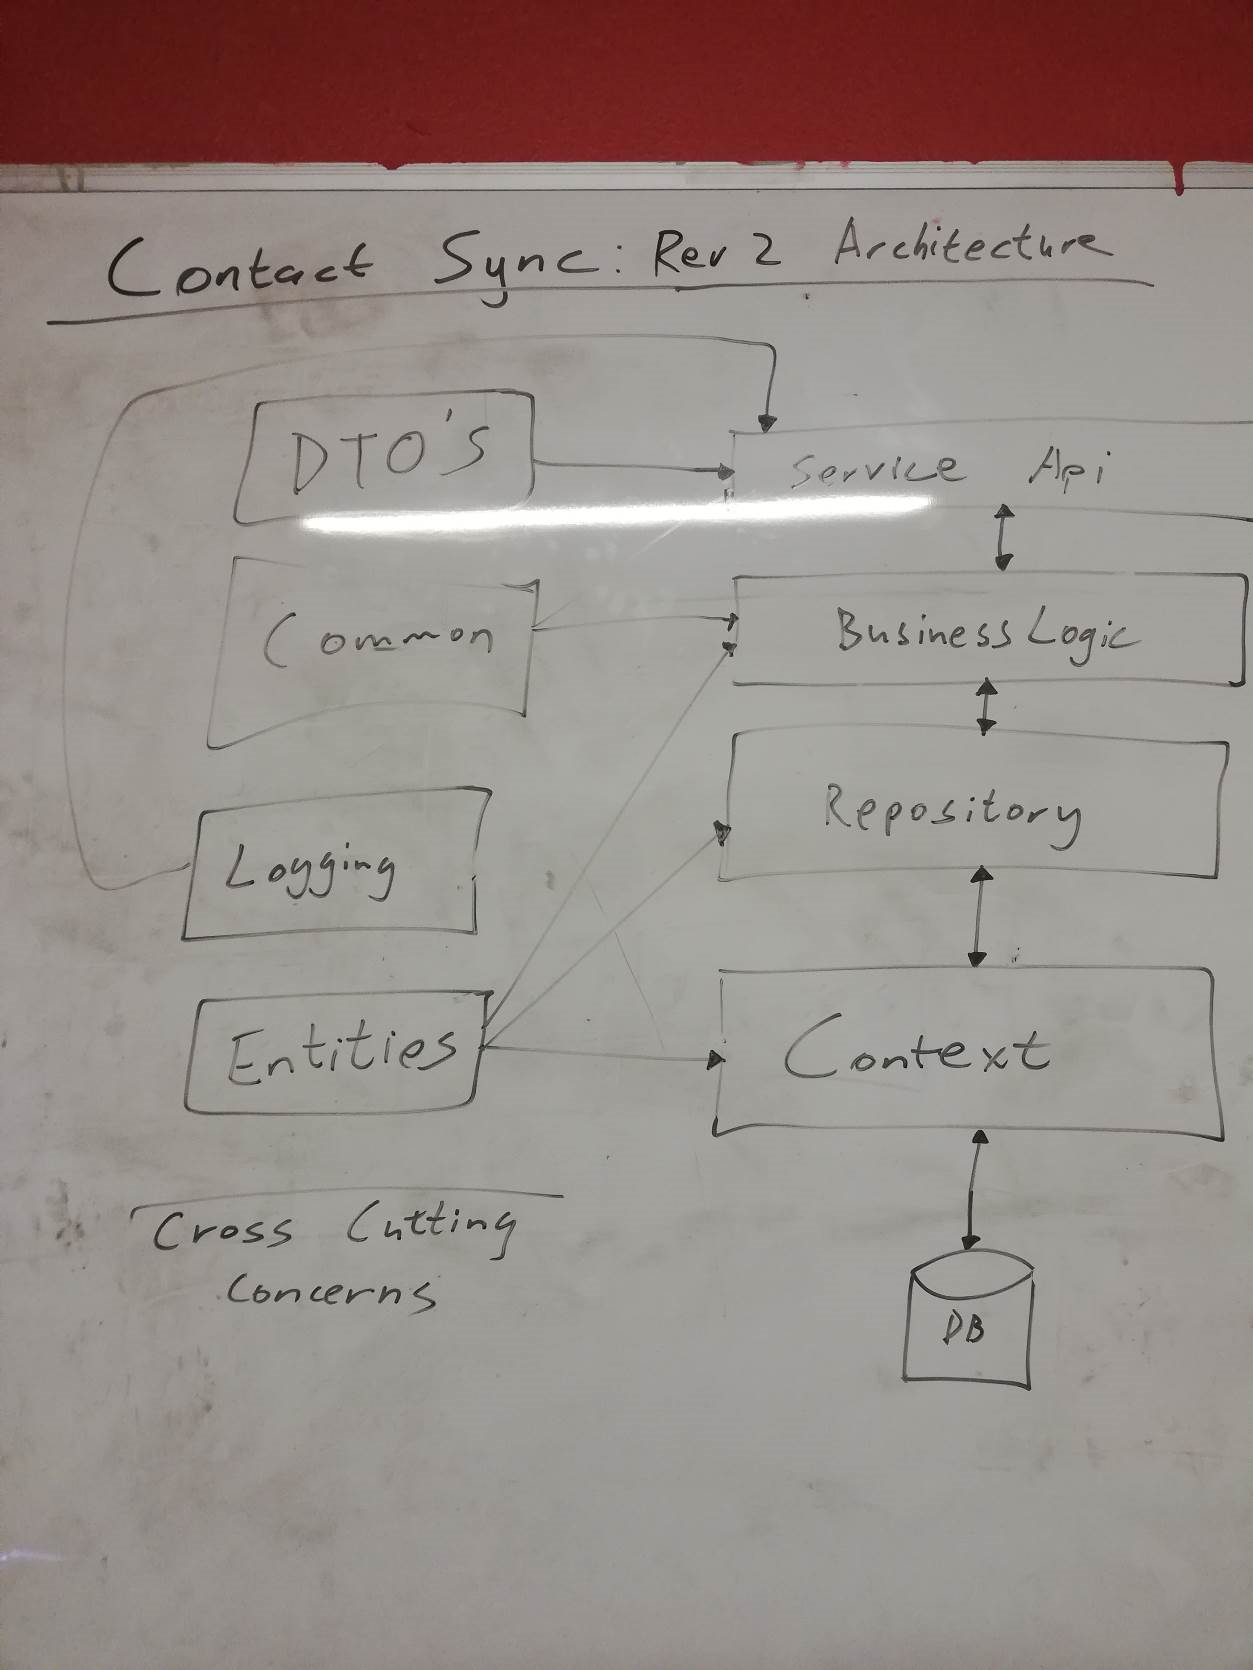 Contact Sync: Rev 2 Architecture
DTO's
Service Api
Common
Business Logic
Repository
Logging
Entities
Context
Cross Cutting
Concerns
DB